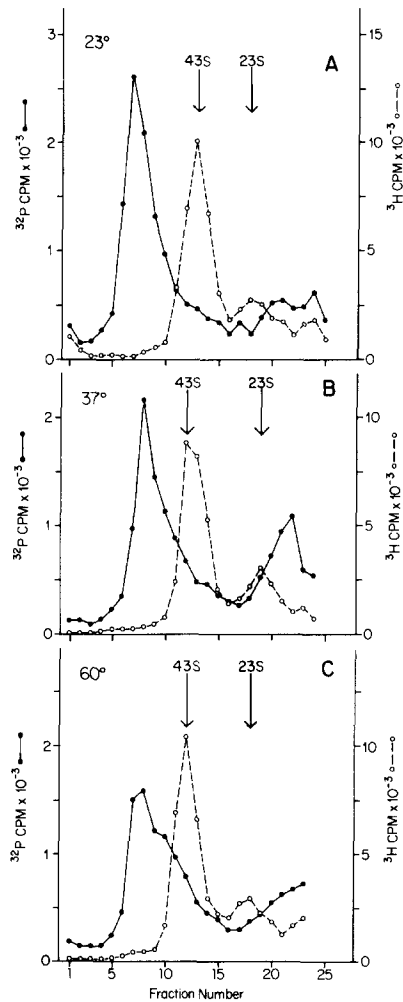 23°
A
43S
23S
3
2
1
0
³²P CPM x 10⁻³
15
10
5
0
³H CPM x 10⁻³
37°
B
43S
23S
2
1
0
³²P CPM x 10⁻³
10
5
0
³H CPM x 10⁻³
60°
C
43S
23S
2
1
0
³²P CPM x 10⁻³
10
5
0
³H CPM x 10⁻³
1 5 10 15 20 25
Fraction Number